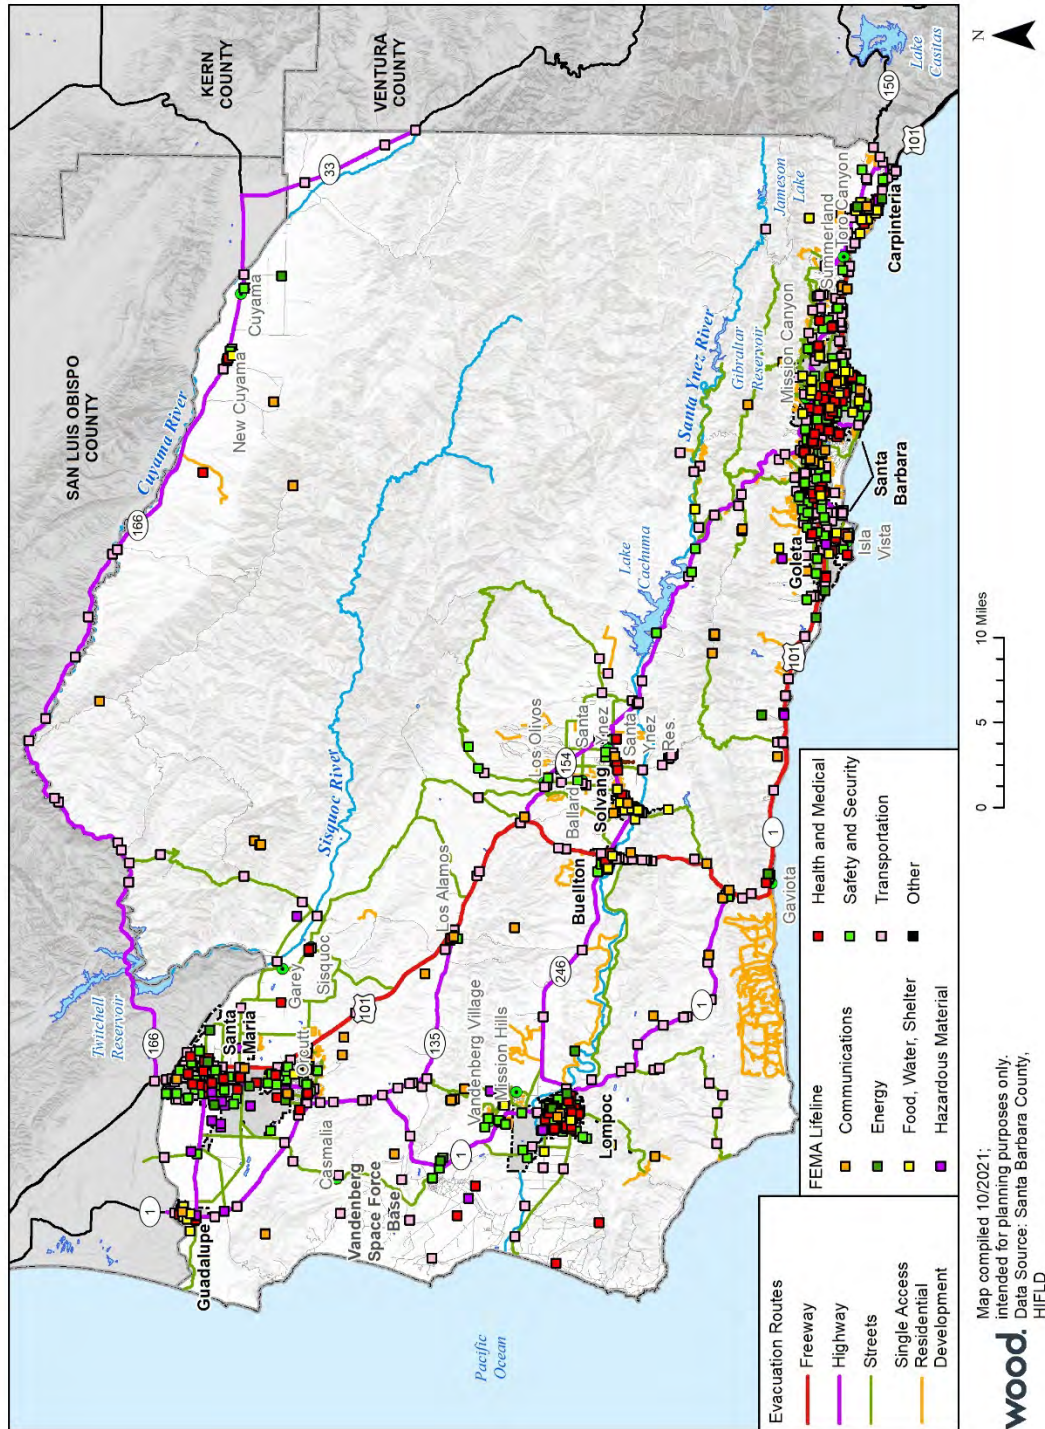 KERN
COUNTY
VENTURA
COUNTY
SAN LUIS OBISPO
COUNTY
33
150
101
Lake
Casitas
N
Cuyama
New Cuyama
Cuyama River
166
Jameson
Lake
Summerland
Toro Canyon
Carpinteria
Santa Ynez River
Gibraltar
Reservoir
Mission Canyon
Santa
Barbara
Goleta
Isla
Vista
Lake
Cachuma
101
Sisquoc River
Los Olivos
Santa
Ynez
Santa
Ynez
Res.
154
Ballard
Solvang
Buellton
Los Alamos
1
Gaviota
246
1
Twitchell
Reservoir
166
Garey
Sisquoc
Santa
Maria
Orcutt
101
135
Vandenberg Village
Mission Hills
Lompoc
Casmalia
Vandenberg
Space Force
Base
1
1
Guadalupe
Pacific
Ocean
0 5 10 Miles
Evacuation Routes
Freeway
Highway
Streets
Single Access
Residential
Development
FEMA Lifeline
Communications
Energy
Food, Water, Shelter
Hazardous Material
Health and Medical
Safety and Security
Transportation
Other
wood.
Map compiled 10/2021;
intended for planning purposes only.
Data Source: Santa Barbara County,
HIFLD